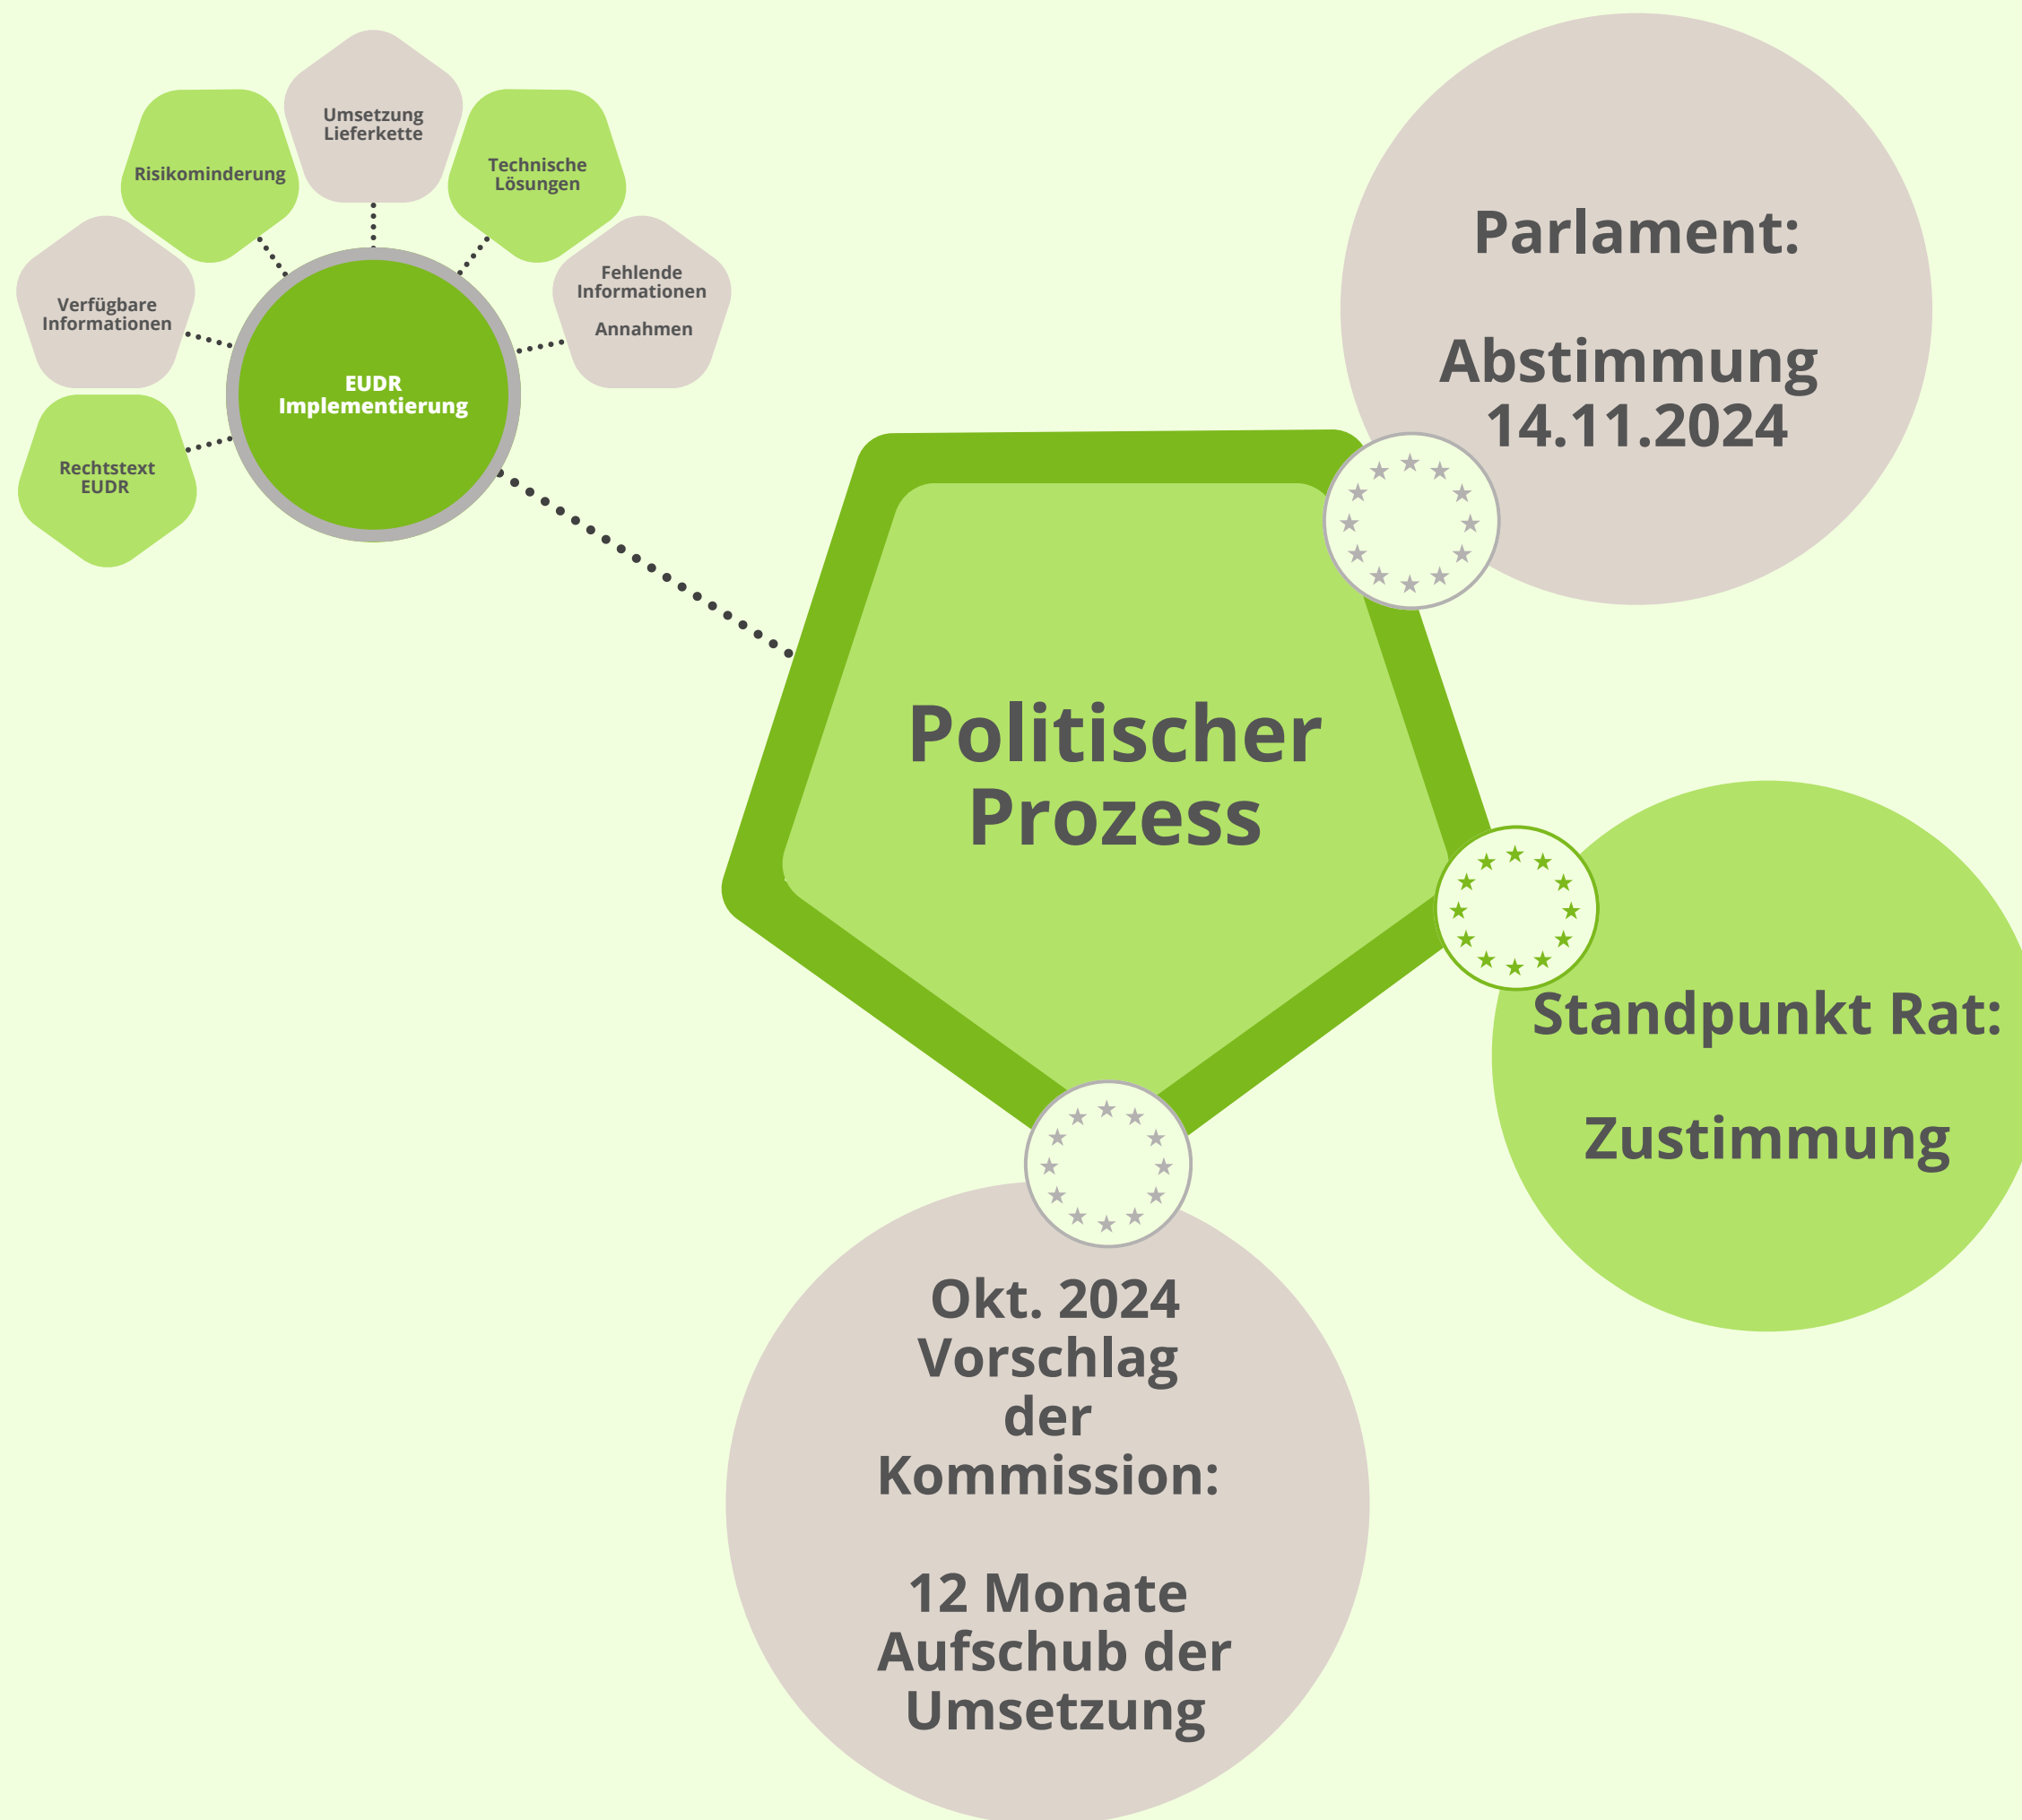 Umsetzung
Lieferkette
Risikominderung
Technische
Lösungen
Verfügbare
Informationen
Fehlende
Informationen
Annahmen
EUDR
Implementierung
Rechtstext
EUDR
Parlament:
Abstimmung
14.11.2024
Politischer
Prozess
Standpunkt Rat:
Zustimmung
Okt. 2024
Vorschlag
der
Kommission:
12 Monate
Aufschub der
Umsetzung